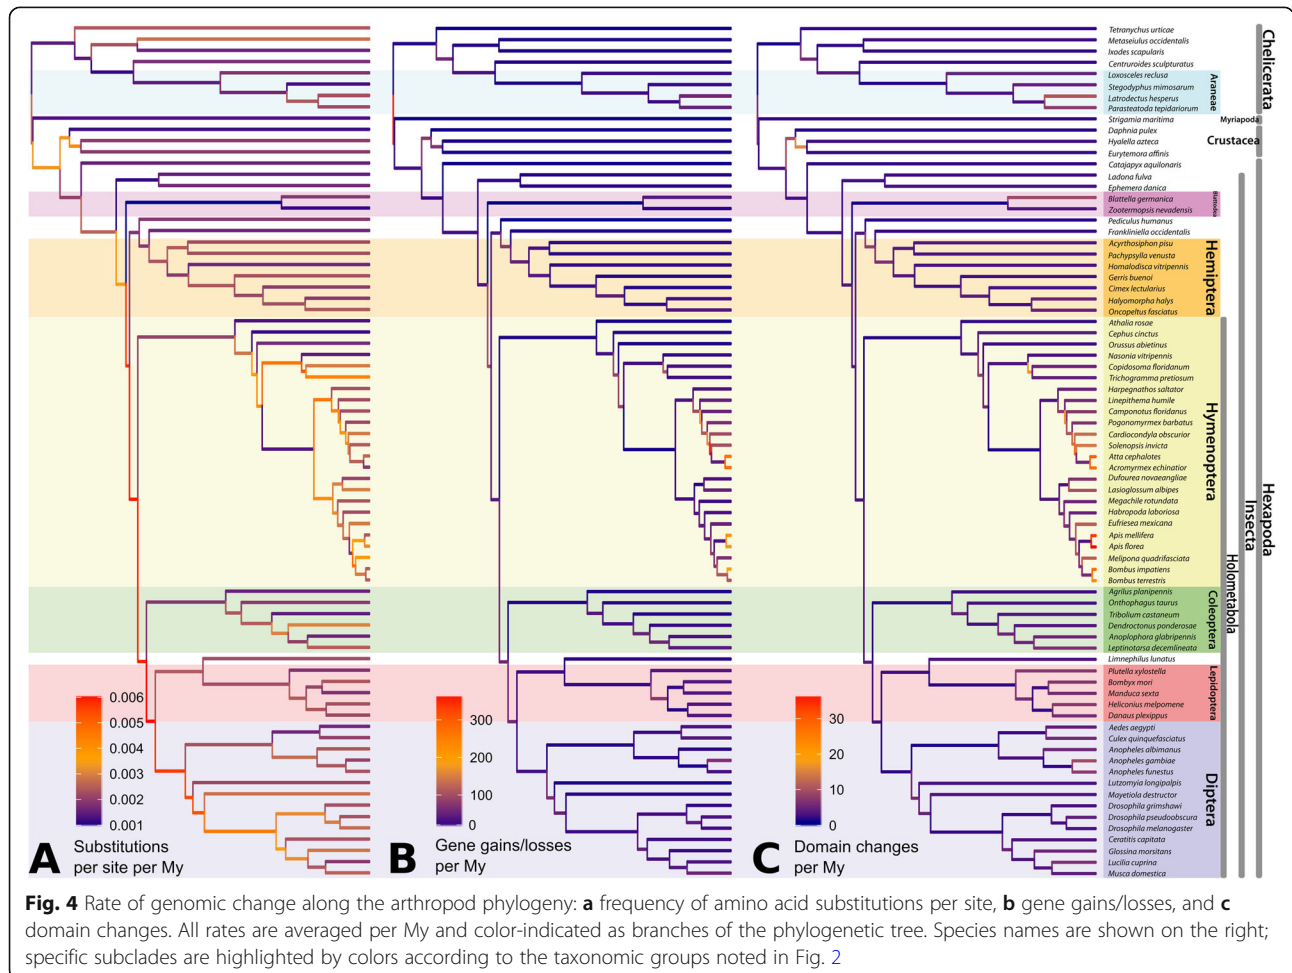 Tetranychus urticae
Metaseiulus occidentalis
Ixodes scapularis
Centruroides sculpturatus
Loxosceles reclusa
Stegodyphus mimosarum
Latrodectus hesperus
Parasteatoda tepidariorum
Strigamia maritima
Daphnia pulex
Hyalella azteca
Eurytemora affinis
Catajapyx aquilonaris
Ladona fulva
Ephemera danica
Blattella germanica
Zootermopsis nevadensis
Pediculus humanus
Frankliniella occidentalis
Acyrthosiphon pisu
Pachypsylla venusta
Homalodisca vitripennis
Gerris buenoi
Cimex lectularius
Halyomorpha halys
Oncopeltus fasciatus
Athalia rosae
Cephus cinctus
Orussus abietinus
Nasonia vitripennis
Copidosoma floridanum
Trichogramma pretiosum
Harpegnathos saltator
Linepithema humile
Camponotus floridanus
Pogonomyrmex barbatus
Cardiocondyla obscurior
Solenopsis invicta
Atta cephalotes
Acromyrmex echinatior
Dufourea novaeangliae
Lasioglossum albipes
Megachile rotundata
Habropoda laboriosa
Eufriesea mexicana
Apis mellifera
Apis florea
Melipona quadrifasciata
Bombus impatiens
Bombus terrestris
Agrilus planipennis
Onthophagus taurus
Tribolium castaneum
Dendroctonus ponderosae
Anoplophora glabripennis
Leptinotarsa decemlineata
Limnephilus lunatus
Plutella xylostella
Bombyx mori
Manduca sexta
Heliconius melpomene
Danaus plexippus
Aedes aegypti
Culex quinquefasciatus
Anopheles albimanus
Anopheles gambiae
Anopheles funestus
Lutzomyia longipalpis
Mayetiola destructor
Drosophila grimshawi
Drosophila pseudoobscura
Drosophila melanogaster
Ceratitis capitata
Glossina morsitans
Lucilia cuprina
Musca domestica
Araneae
Chelicerata
Myriapoda
Crustacea
Blattodea
Hemiptera
Hymenoptera
Coleoptera
Lepidoptera
Diptera
Holometabola
Insecta
Hexapoda
0.006
0.005
0.004
0.003
0.002
0.001
A
Substitutions
per site per My
300
200
100
0
B
Gene gains/losses
per My
30
20
10
0
C
Domain changes
per My
Fig. 4 Rate of genomic change along the arthropod phylogeny: a frequency of amino acid substitutions per site, b gene gains/losses, and c
domain changes. All rates are averaged per My and color-indicated as branches of the phylogenetic tree. Species names are shown on the right;
specific subclades are highlighted by colors according to the taxonomic groups noted in Fig. 2